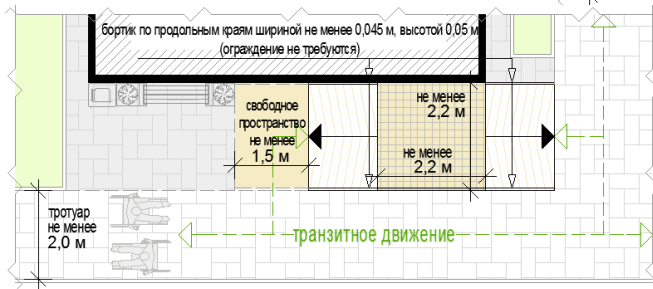 бортик по продольным краям шириной не менее 0,045 м, высотой 0,05 м
(ограждение не требуются)
свободное
пространство
не менее
1,5 м
не менее
2,2 м
не менее
2,2 м
тротуар
не менее
2,0 м
транзитное движение